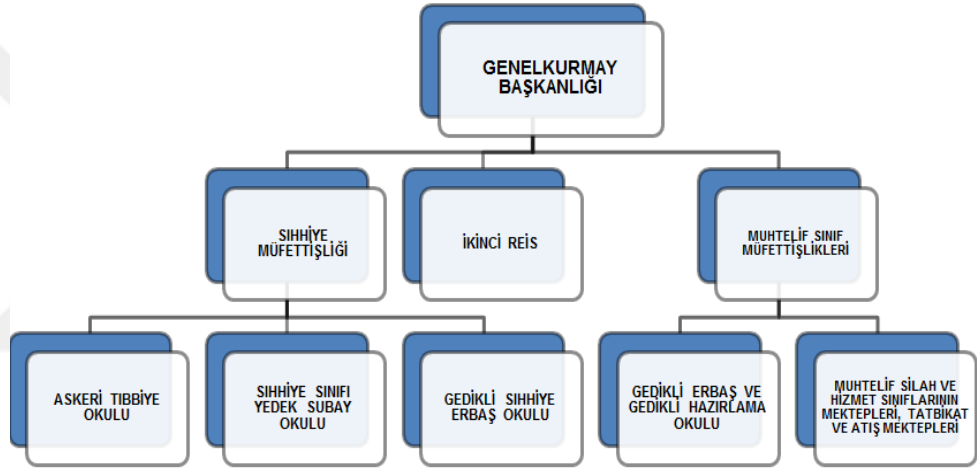 GENELKURMAY
BAŞKANLIĞI
SIHHİYE
MÜFETTİŞLİĞİ
İKİNCİ REİS
MUHTELİF SINIF
MÜFETTİŞLİKLERİ
ASKERİ TIBBİYE
OKULU
SIHHİYE SINIFI
YEDEK SUBAY
OKULU
GEDİKLİ SIHHİYE
ERBAŞ OKULU
GEDİKLİ ERBAŞ VE
GEDİKLİ HAZIRLAMA
OKULU
MUHTELİF SİLAH VE
HİZMET SINIFLARININ
MEKTEPLERİ, TATBİKAT
VE ATIŞ MEKTEPLERİ